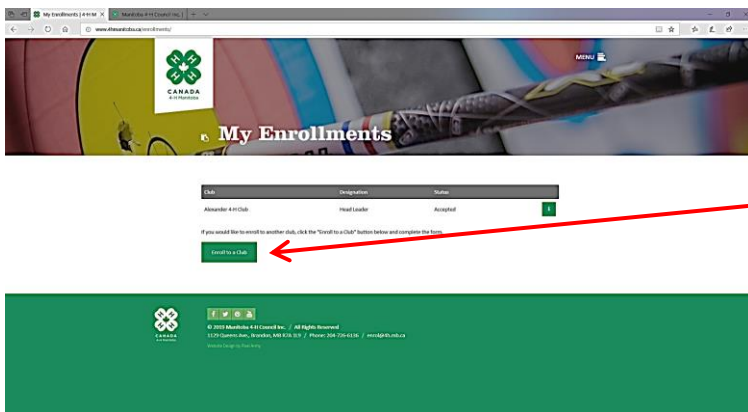 My Enrollments | 4-H M
Manitoba 4-H Council Inc. |
www.4hmanitoba.ca/enrollments/
MENU
CANADA
4-H Manitoba
My Enrollments
Club Designation Status
Alexander 4-H Club Head Leader Accepted
If you would like to enroll to another club, click the "Enroll to a Club" button below and complete the form.
Enroll to a Club
CANADA
© 2019 Manitoba 4-H Council Inc. / All Rights Reserved
1129 Queens Ave, Brandon, MB R7A 1L9 / Phone: 204-726-6136 / enrol@4h.mb.ca
Website Design by